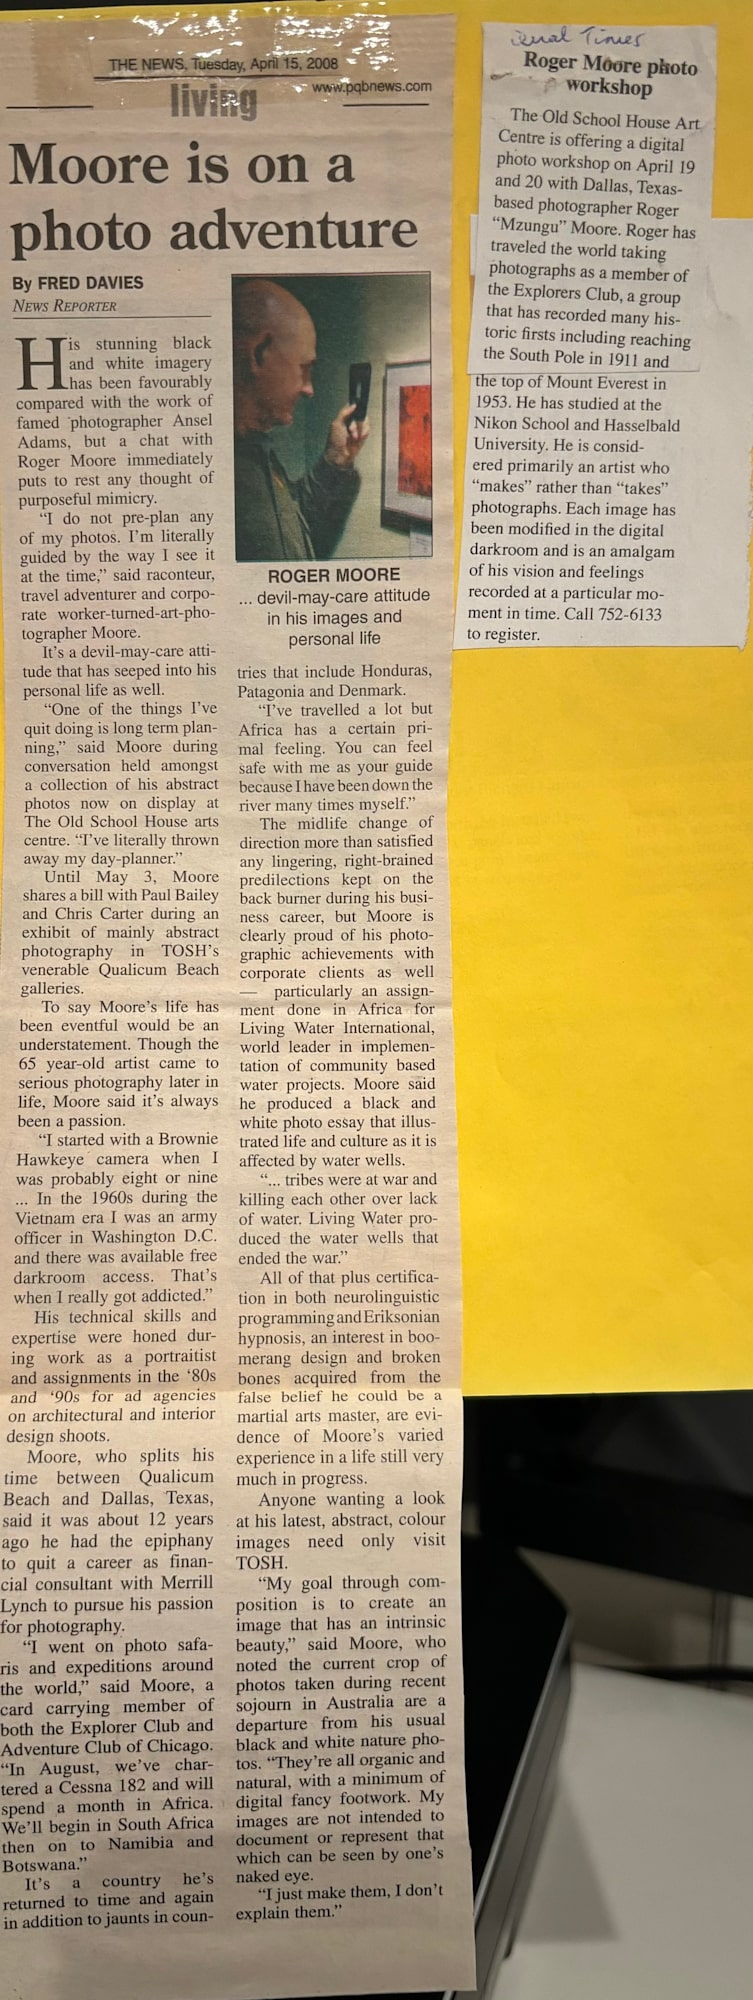 THE NEWS, Tuesday, April 15, 2008
living
www.pqbnews.com
Moore is on a
photo adventure
By FRED DAVIES
NEWS REPORTER
His stunning black
and white imagery
has been favourably
compared with the work of
famed photographer Ansel
Adams, but a chat with
Roger Moore immediately
puts to rest any thought of
purposeful mimicry.
“I do not pre-plan any
of my photos. I’m literally
guided by the way I see it
at the time,” said raconteur,
travel adventurer and corpo-
rate worker-turned-art-pho-
tographer Moore.
It’s a devil-may-care atti-
tude that has seeped into his
personal life as well.
“One of the things I’ve
quit doing is long term plan-
ning,” said Moore during
conversation held amongst
a collection of his abstract
photos now on display at
The Old School House arts
centre. “I’ve literally thrown
away my day-planner.”
Until May 3, Moore
shares a bill with Paul Bailey
and Chris Carter during an
exhibit of mainly abstract
photography in TOSH’s
venerable Qualicum Beach
galleries.
To say Moore’s life has
been eventful would be an
understatement. Though the
65 year-old artist came to
serious photography later in
life, Moore said it’s always
been a passion.
“I started with a Brownie
Hawkeye camera when I
was probably eight or nine
... In the 1960s during the
Vietnam era I was an army
officer in Washington D.C.
and there was available free
darkroom access. That’s
when I really got addicted.”
His technical skills and
expertise were honed dur-
ing work as a portraitist
and assignments in the ‘80s
and ‘90s for ad agencies
on architectural and interior
design shoots.
Moore, who splits his
time between Qualicum
Beach and Dallas, Texas,
said it was about 12 years
ago he had the epiphany
to quit a career as finan-
cial consultant with Merrill
Lynch to pursue his passion
for photography.
“I went on photo safa-
ris and expeditions around
the world,” said Moore, a
card carrying member of
both the Explorer Club and
Adventure Club of Chicago.
“In August, we’ve char-
tered a Cessna 182 and will
spend a month in Africa.
We’ll begin in South Africa
then on to Namibia and
Botswana.”
It’s a country he’s
returned to time and again
in addition to jaunts in coun-
ROGER MOORE
... devil-may-care attitude
in his images and
personal life
tries that include Honduras,
Patagonia and Denmark.
“I’ve travelled a lot but
Africa has a certain pri-
mal feeling. You can feel
safe with me as your guide
because I have been down the
river many times myself.”
The midlife change of
direction more than satisfied
any lingering, right-brained
predilections kept on the
back burner during his busi-
ness career, but Moore is
clearly proud of his photo-
graphic achievements with
corporate clients as well
— particularly an assign-
ment done in Africa for
Living Water International,
world leader in implemen-
tation of community based
water projects. Moore said
he produced a black and
white photo essay that illus-
trated life and culture as it is
affected by water wells.
“... tribes were at war and
killing each other over lack
of water. Living Water pro-
duced the water wells that
ended the war.”
All of that plus certifica-
tion in both neurolinguistic
programming and Eriksonian
hypnosis, an interest in boo-
merang design and broken
bones acquired from the
false belief he could be a
martial arts master, are evi-
dence of Moore’s varied
experience in a life still very
much in progress.
Anyone wanting a look
at his latest, abstract, colour
images need only visit
TOSH.
“My goal through com-
position is to create an
image that has an intrinsic
beauty,” said Moore, who
noted the current crop of
photos taken during recent
sojourn in Australia are a
departure from his usual
black and white nature pho-
tos. “They’re all organic and
natural, with a minimum of
digital fancy footwork. My
images are not intended to
document or represent that
which can be seen by one’s
naked eye.
“I just make them, I don’t
explain them.”
Times
Roger Moore photo
workshop
The Old School House Art
Centre is offering a digital
photo workshop on April 19
and 20 with Dallas, Texas-
based photographer Roger
“Mzungu” Moore. Roger has
traveled the world taking
photographs as a member of
the Explorers Club, a group
that has recorded many his-
toric firsts including reaching
the South Pole in 1911 and
the top of Mount Everest in
1953. He has studied at the
Nikon School and Hasselbald
University. He is consid-
ered primarily an artist who
“makes” rather than “takes”
photographs. Each image has
been modified in the digital
darkroom and is an amalgam
of his vision and feelings
recorded at a particular mo-
ment in time. Call 752-6133
to register.